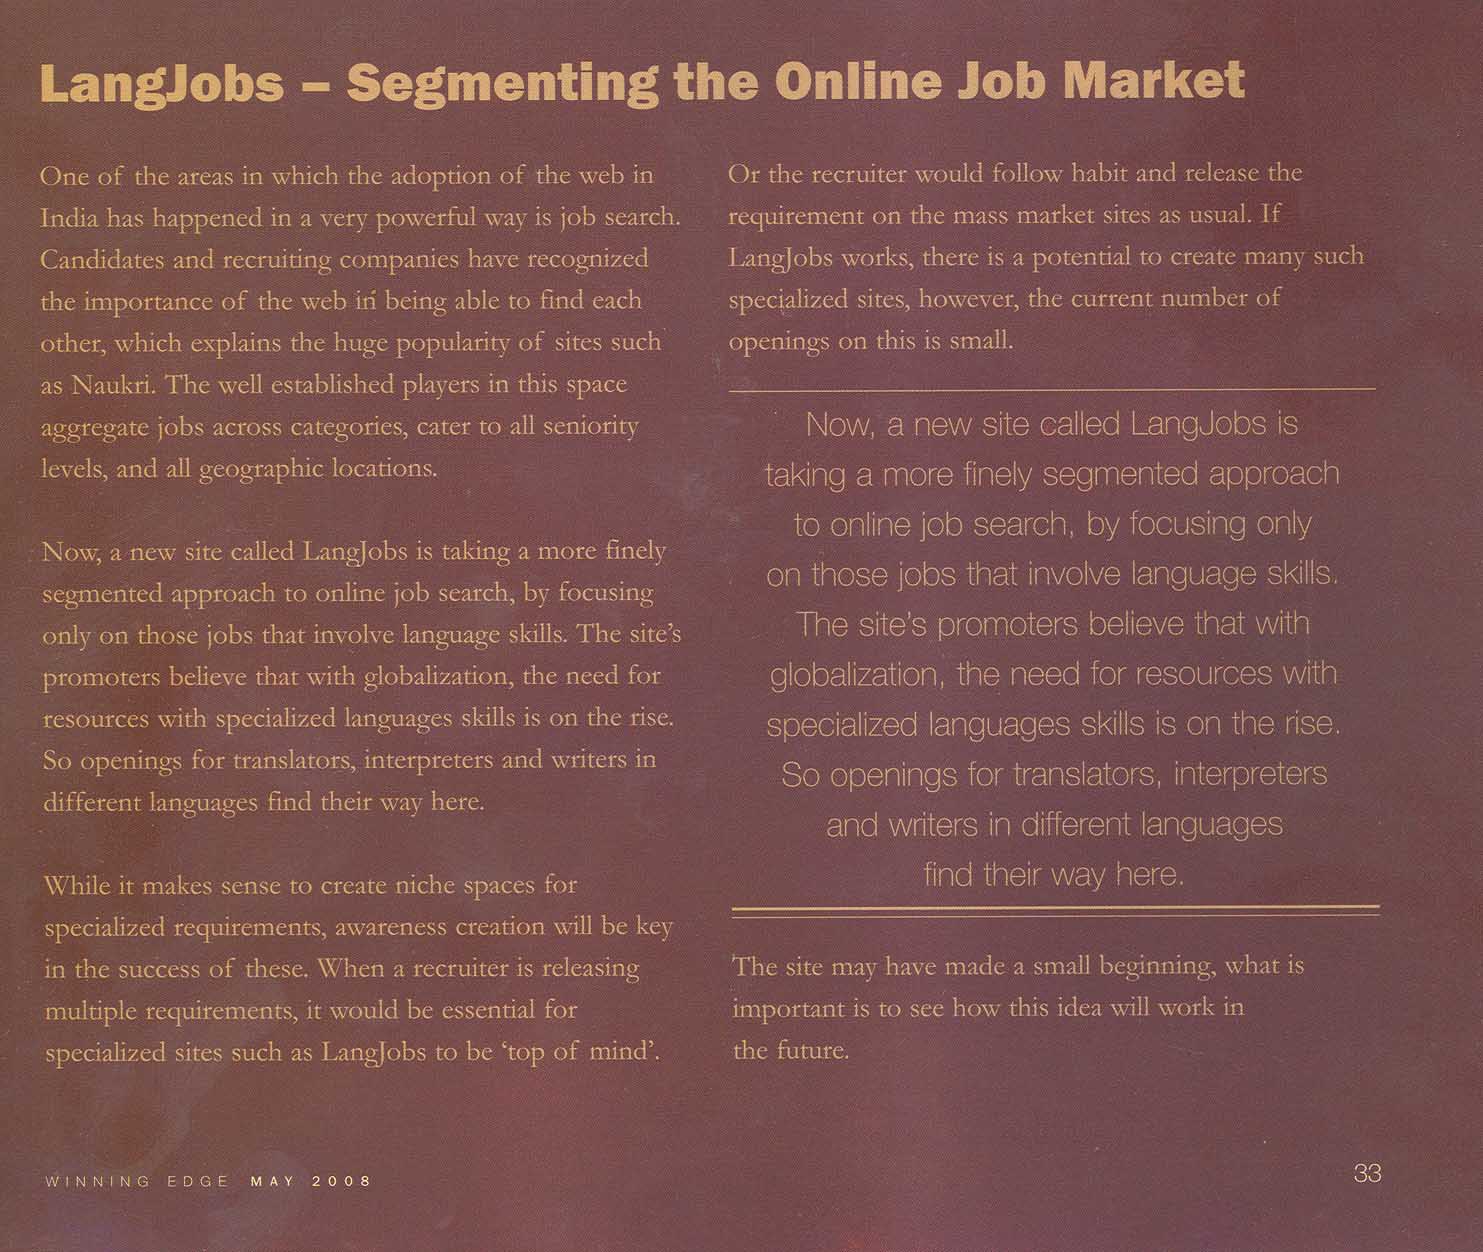 LangJobs – Segmenting the Online Job Market
One of the areas in which the adoption of the web in
India has happened in a very powerful way is job search.
Candidates and recruiting companies have recognized
the importance of the web in being able to find each
other, which explains the huge popularity of sites such
as Naukri. The well established players in this space
aggregate jobs across categories, cater to all seniority
levels, and all geographic locations.
Now, a new site called LangJobs is taking a more finely
segmented approach to online job search, by focusing
only on those jobs that involve language skills. The site's
promoters believe that with globalization, the need for
resources with specialized languages skills is on the rise.
So openings for translators, interpreters and writers in
different languages find their way here.
While it makes sense to create niche spaces for
specialized requirements, awareness creation will be key
in the success of these. When a recruiter is releasing
multiple requirements, it would be essential for
specialized sites such as LangJobs to be 'top of mind'.
Or the recruiter would follow habit and release the
requirement on the mass market sites as usual. If
LangJobs works, there is a potential to create many such
specialized sites, however, the current number of
openings on this is small.
Now, a new site called LangJobs is
taking a more finely segmented approach
to online job search, by focusing only
on those jobs that involve language skills.
The site's promoters believe that with
globalization, the need for resources with
specialized languages skills is on the rise.
So openings for translators, interpreters
and writers in different languages
find their way here.
The site may have made a small beginning, what is
important is to see how this idea will work in
the future.
WINNING EDGE MAY 2008
33